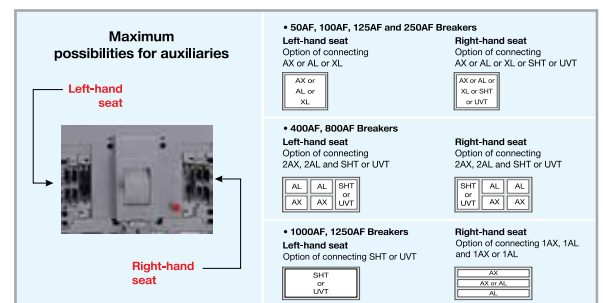 Maximum
possibilities for auxiliaries
Left-hand
seat
Right-hand
seat
• 50AF, 100AF, 125AF and 250AF Breakers
Left-hand seat
Option of connecting
AX or AL or XL
AX or
AL or
XL
Right-hand seat
Option of connecting
AX or AL or XL or SHT or UVT
AX or AL or
XL or SHT
or UVT
• 400AF, 800AF Breakers
Left-hand seat
Option of connecting
2AX, 2AL and SHT or UVT
AL AL SHT
or
AX AX UVT
Right-hand seat
Option of connecting
2AX, 2AL and SHT or UVT
SHT AL AL
or
UVT AX AX
• 1000AF, 1250AF Breakers
Left-hand seat
Option of connecting SHT or UVT
SHT
or
UVT
Right-hand seat
Option of connecting 1AX, 1AL
and 1AX or 1AL
AX
AX or AL
AL